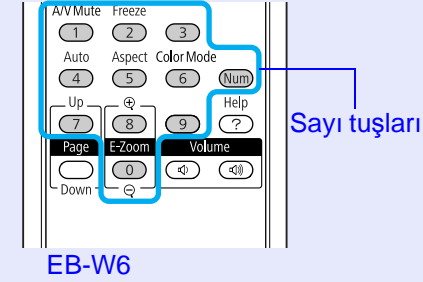 A/V Mute Freeze
1 2 3
Auto Aspect Color Mode
4 5 6 Num
Up Help
7 8 9 ?
Page E-Zoom Volume
0
Down
Sayı tuşları
EB-W6